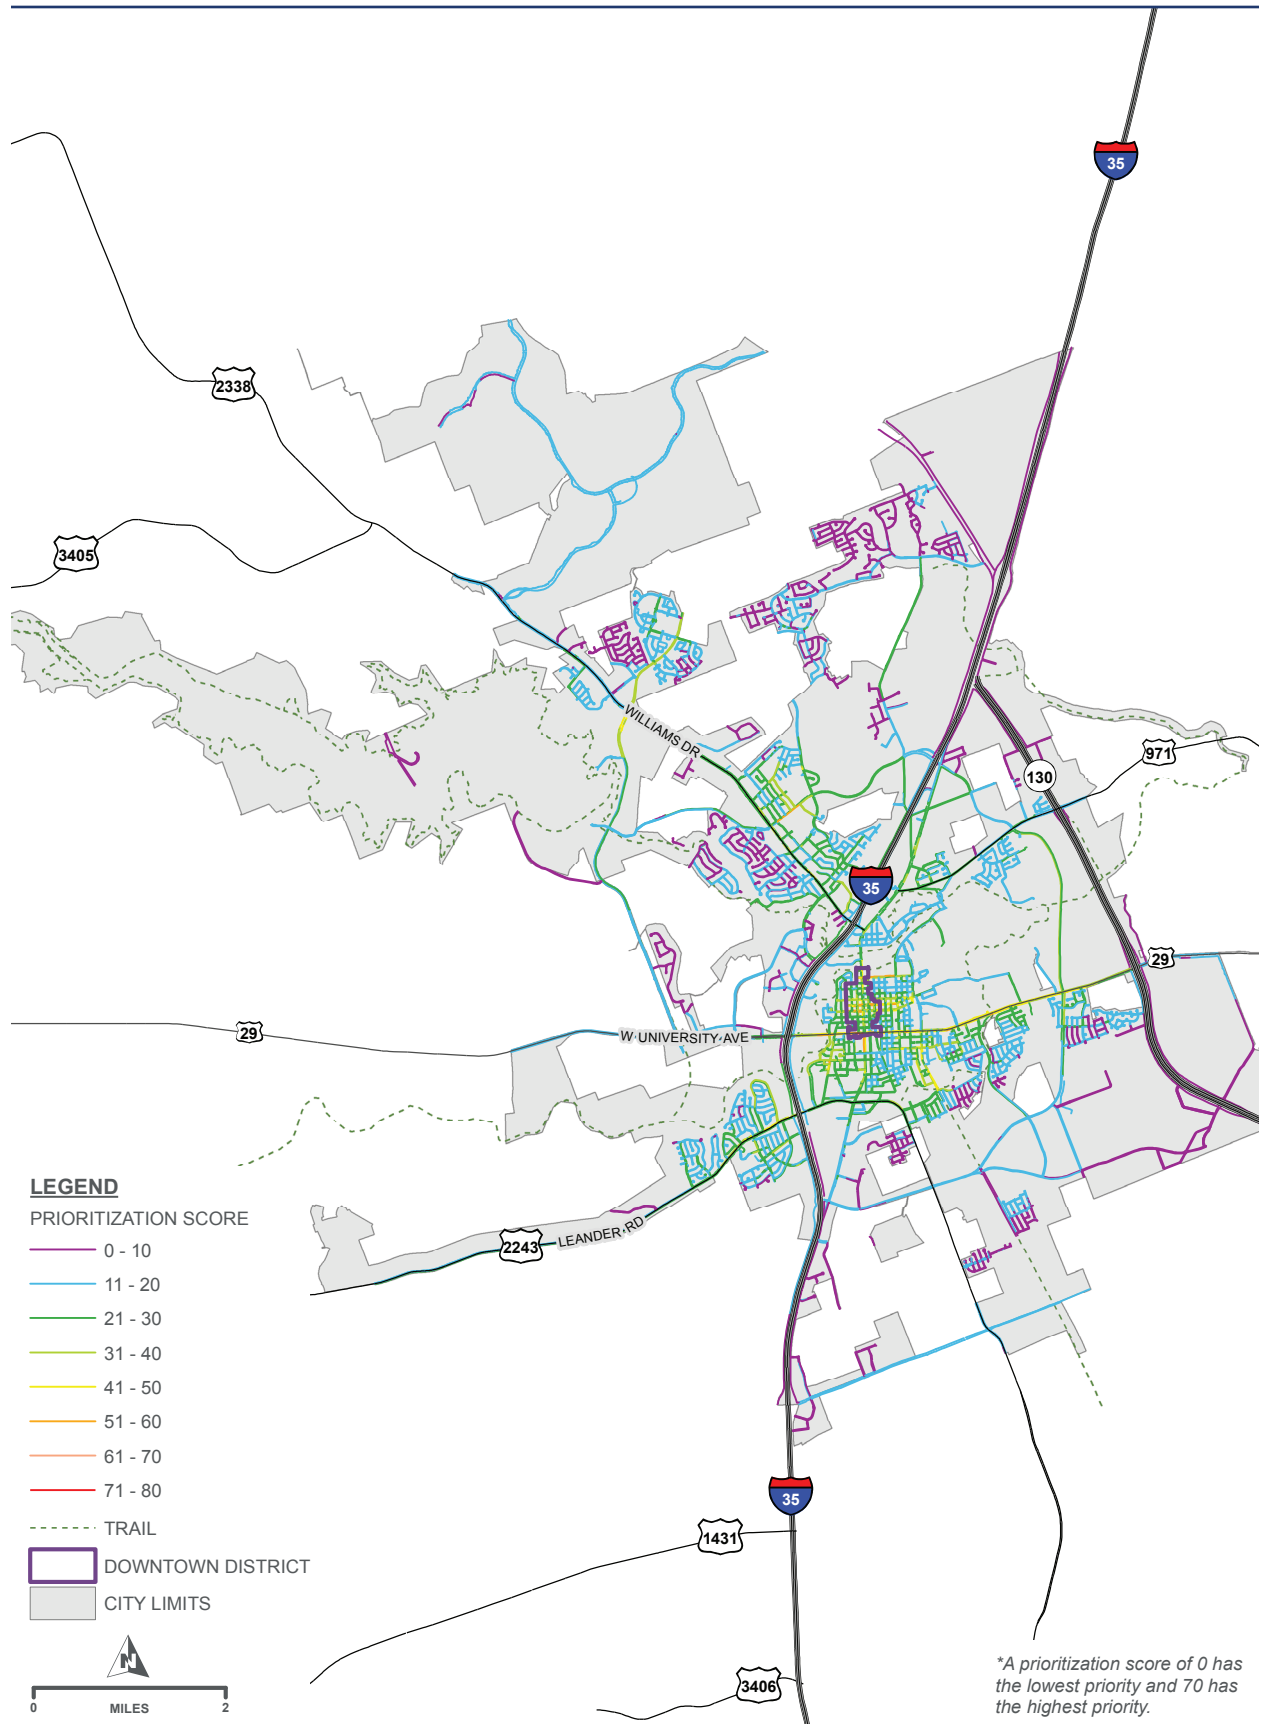 35
2338
3405
WILLIAMS DR
971
130
35
29
29
W UNIVERSITY AVE
LEANDER RD
2243
35
1431
3406
LEGEND
PRIORITIZATION SCORE
0 - 10
11 - 20
21 - 30
31 - 40
41 - 50
51 - 60
61 - 70
71 - 80
TRAIL
DOWNTOWN DISTRICT
CITY LIMITS
N
0 MILES 2
*A prioritization score of 0 has
the lowest priority and 70 has
the highest priority.